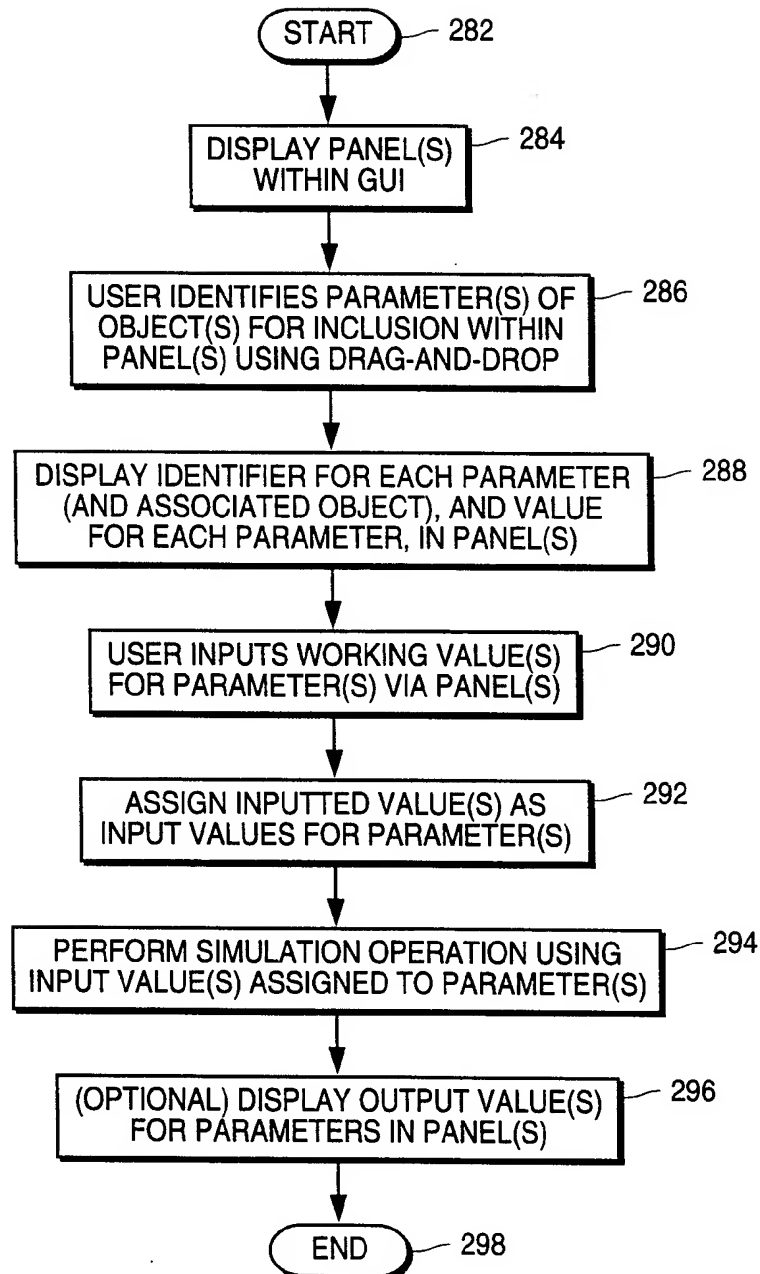 START
282
DISPLAY PANEL(S)
WITHIN GUI
284
USER IDENTIFIES PARAMETER(S) OF
OBJECT(S) FOR INCLUSION WITHIN
PANEL(S) USING DRAG-AND-DROP
286
DISPLAY IDENTIFIER FOR EACH PARAMETER
(AND ASSOCIATED OBJECT), AND VALUE
FOR EACH PARAMETER, IN PANEL(S)
288
USER INPUTS WORKING VALUE(S)
FOR PARAMETER(S) VIA PANEL(S)
290
ASSIGN INPUTTED VALUE(S) AS
INPUT VALUES FOR PARAMETER(S)
292
PERFORM SIMULATION OPERATION USING
INPUT VALUE(S) ASSIGNED TO PARAMETER(S)
294
(OPTIONAL) DISPLAY OUTPUT VALUE(S)
FOR PARAMETERS IN PANEL(S)
296
END
298